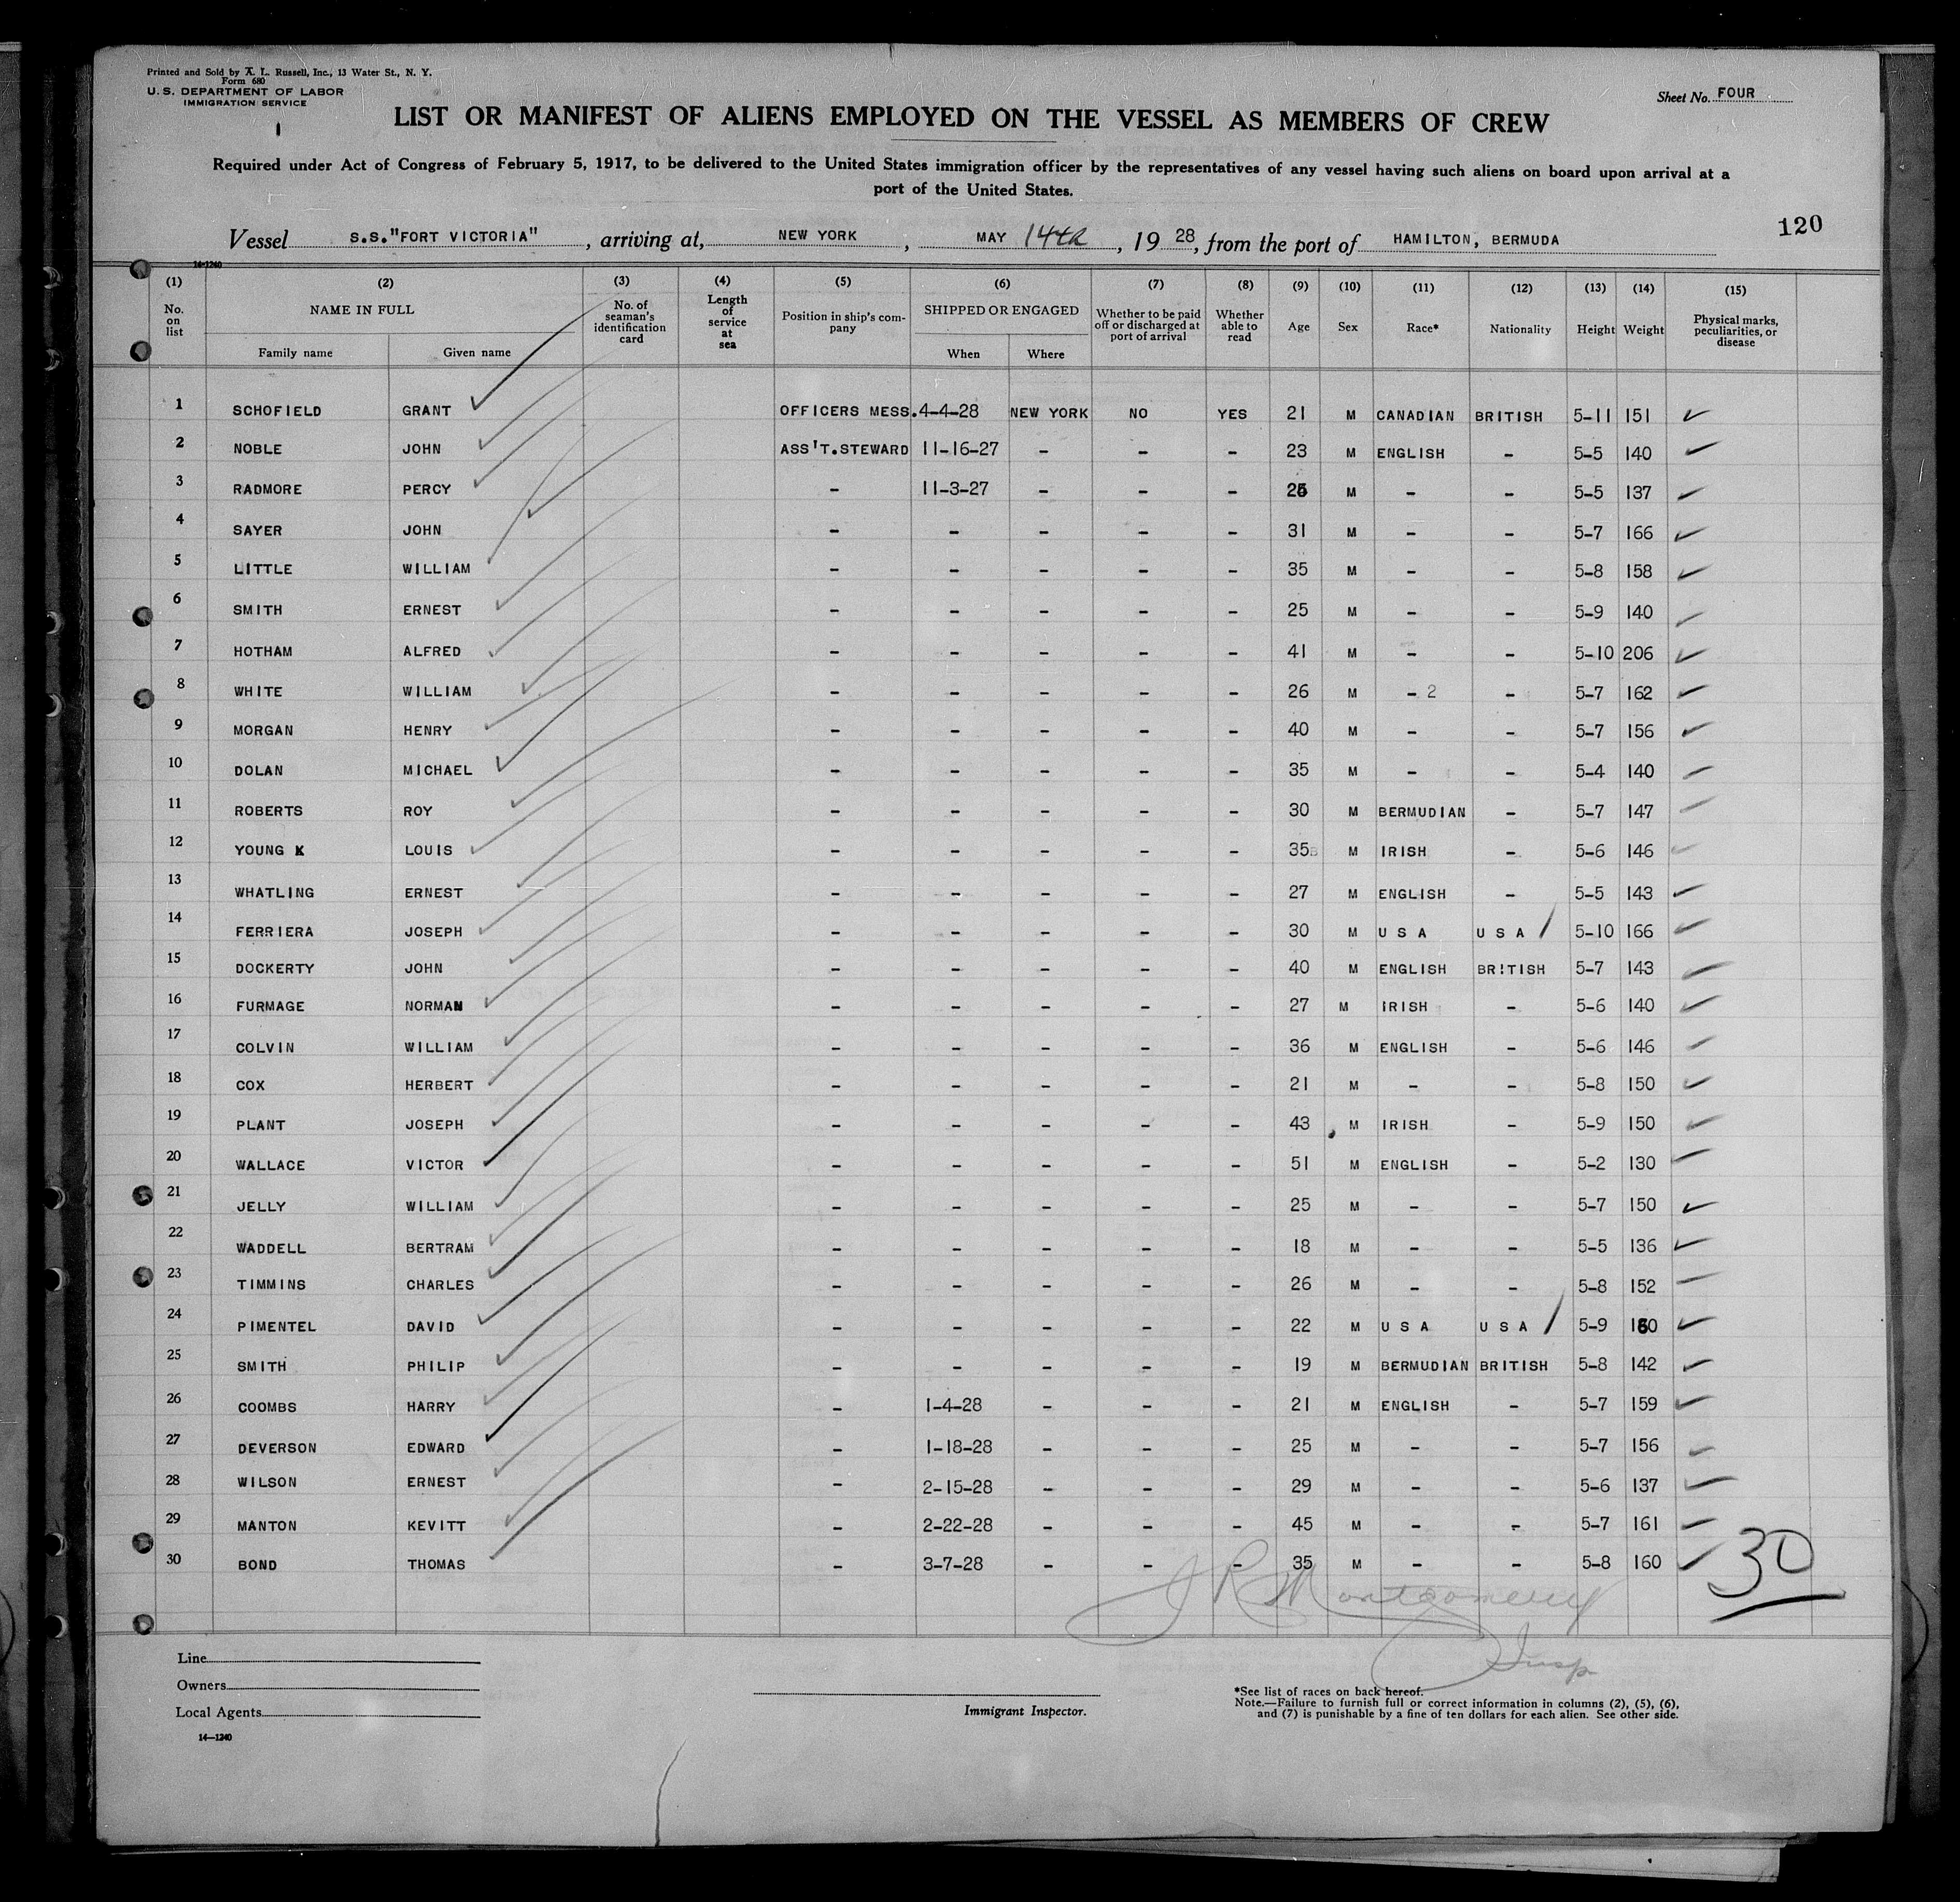 Printed and Sold by A. L. Russell, Inc., 13 Water St., N. Y.
Form 680
U. S. DEPARTMENT OF LABOR
IMMIGRATION SERVICE
Sheet No. FOUR
LIST OR MANIFEST OF ALIENS EMPLOYED ON THE VESSEL AS MEMBERS OF CREW
Required under Act of Congress of February 5, 1917, to be delivered to the United States immigration officer by the representatives of any vessel having such aliens on board upon arrival at a
port of the United States.
120
Vessel S.S."FORT VICTORIA", arriving at, NEW YORK, MAY 14th, 1928, from the port of HAMILTON, BERMUDA
14-1240
(1) (2) (3) (4) (5) (6) (7) (8) (9) (10) (11) (12) (13) (14) (15)
No. on list NAME IN FULL Family name Given name No. of seaman's identification card Length of service at sea Position in ship's company SHIPPED OR ENGAGED When Where Whether to be paid off or discharged at port of arrival Whether able to read Age Sex Race* Nationality Height Weight Physical marks, peculiarities, or disease
1 SCHOFIELD GRANT OFFICERS MESS. 4-4-28 NEW YORK NO YES 21 M CANADIAN BRITISH 5-11 151
2 NOBLE JOHN ASS'T.STEWARD 11-16-27 - - - 23 M ENGLISH - 5-5 140
3 RADMORE PERCY - 11-3-27 - - - M - - 5-5 137
4 SAYER JOHN - - - - - 31 M - - 5-7 166
5 LITTLE WILLIAM - - - - - 35 M - - 5-8 158
6 SMITH ERNEST - - - - - 25 M - - 5-9 140
7 HOTHAM ALFRED - - - - - 41 M - - 5-10 206
8 WHITE WILLIAM - - - - - 26 M - 2 - 5-7 162
9 MORGAN HENRY - - - - - 40 M - - 5-7 156
10 DOLAN MICHAEL - - - - - 35 M - - 5-4 140
11 ROBERTS ROY - - - - - 30 M BERMUDIAN - 5-7 147
12 YOUNG LOUIS - - - - - 35 M IRISH - 5-6 146
13 WHATLING ERNEST - - - - - 27 M ENGLISH - 5-5 143
14 FERRIERA JOSEPH - - - - - 30 M U S A U S A 5-10 166
15 DOCKERTY JOHN - - - - - 40 M ENGLISH BRITISH 5-7 143
16 FURMAGE NORMAN - - - - - 27 M IRISH - 5-6 140
17 COLVIN WILLIAM - - - - - 36 M ENGLISH - 5-6 146
18 COX HERBERT - - - - - 21 M - - 5-8 150
19 PLANT JOSEPH - - - - - 43 M IRISH - 5-9 150
20 WALLACE VICTOR - - - - - 51 M ENGLISH - 5-2 130
21 JELLY WILLIAM - - - - - 25 M - - 5-7 150
22 WADDELL BERTRAM - - - - - 18 M - - 5-5 136
23 TIMMINS CHARLES - - - - - 26 M - - 5-8 152
24 PIMENTEL DAVID - - - - - 22 M U S A U S A 5-9
25 SMITH PHILIP - - - - - 19 M BERMUDIAN BRITISH 5-8 142
26 COOMBS HARRY - 1-4-28 - - - 21 M ENGLISH - 5-7 159
27 DEVERSON EDWARD - 1-18-28 - - - 25 M - - 5-7 156
28 WILSON ERNEST - 2-15-28 - - - 29 M - - 5-6 137
29 MANTON KEVITT - 2-22-28 - - - 45 M - - 5-7 161
30 BOND THOMAS - 3-7-28 - - - 35 M - - 5-8 160
30
J R Montgomery
Insp
Line
Owners
Local Agents
14-1240
Immigrant Inspector.
*See list of races on back hereof.
Note.—Failure to furnish full or correct information in columns (2), (5), (6),
and (7) is punishable by a fine of ten dollars for each alien. See other side.